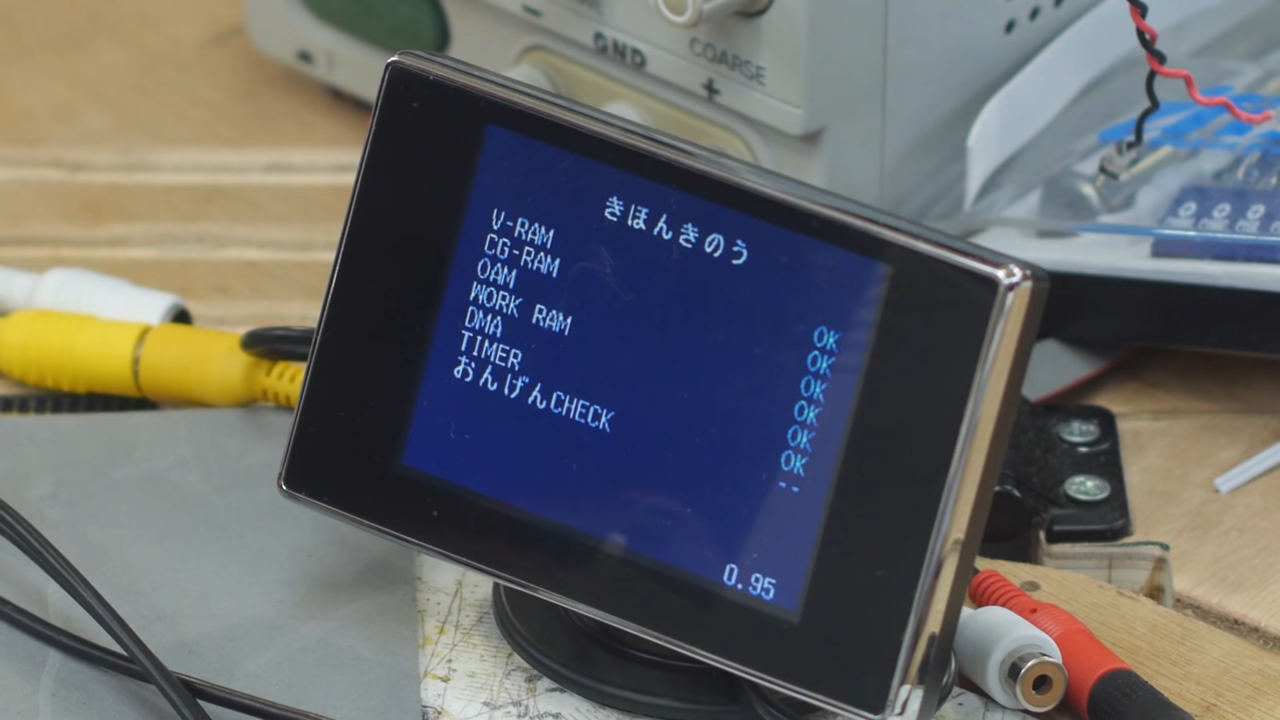 GND
COARSE
+
きほんきのう
V-RAM OK
CG-RAM OK
OAM OK
WORK RAM OK
DMA OK
TIMER OK
おんげんCHECK --
0.95